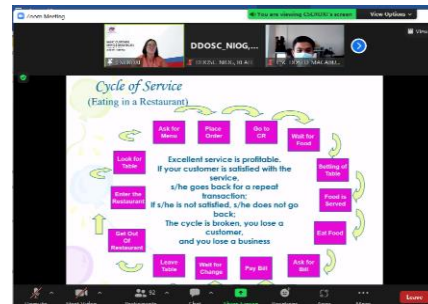 Zoom Meeting
You are viewing CSLRO8's screen
View Options
View
DDOSC_NIOG,...
Cycle of Service
(Eating in a Restaurant)
Ask for Menu
Place Order
Go to CR
Wait for Food
Setting of Table
Food is Served
Eat Food
Ask for Bill
Pay Bill
Wait for Change
Leave Table
Get Out Of Restaurant
Enter the Restaurant
Look for Table
Excellent service is profitable.
If your customer is satisfied with the
service,
s/he goes back for a repeat
transaction;
If s/he is not satisfied, s/he does not go
back;
The cycle is broken, you lose a
customer,
and you lose a business
52
Chat
Leave